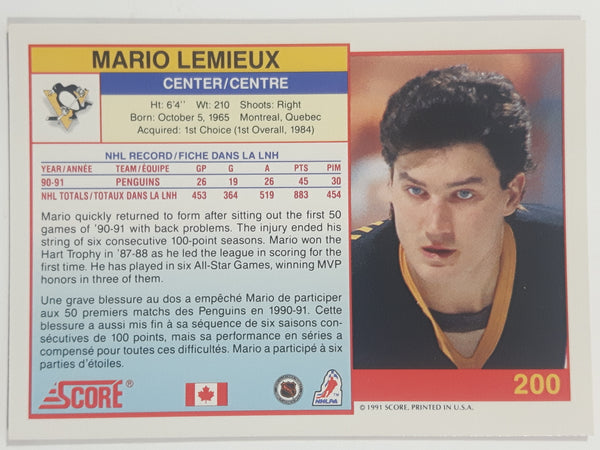 MARIO LEMIEUX
CENTER/CENTRE
Ht: 6'4'' Wt: 210 Shoots: Right
Born: October 5, 1965 Montreal, Quebec
Acquired: 1st Choice (1st Overall, 1984)
NHL RECORD/FICHE DANS LA LNH
YEAR/ANNÉE TEAM/ÉQUIPE GP G A PTS PIM
90-91 PENGUINS 26 19 26 45 30
NHL TOTALS/TOTAUX DANS LA LNH 453 364 519 883 454
Mario quickly returned to form after sitting out the first 50
games of '90-91 with back problems. The injury ended his
string of six consecutive 100-point seasons. Mario won the
Hart Trophy in '87-88 as he led the league in scoring for the
first time. He has played in six All-Star Games, winning MVP
honors in three of them.
Une grave blessure au dos a empêché Mario de participer
aux 50 premiers matchs des Penguins en 1990-91. Cette
blessure a aussi mis fin à sa séquence de six saisons con-
sécutives de 100 points, mais sa performance en séries a
compensé pour toutes ces difficultés. Mario a participé à six
parties d'étoiles.
SCORE®
NHLPA
TM
200
© 1991 SCORE, PRINTED IN U.S.A.